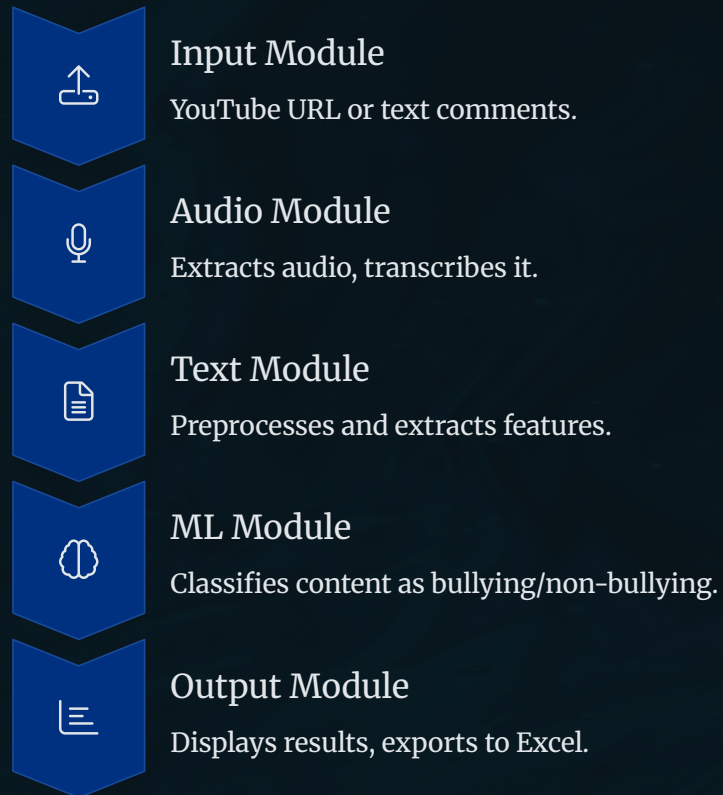 Input Module
YouTube URL or text comments.
Audio Module
Extracts audio, transcribes it.
Text Module
Preprocesses and extracts features.
ML Module
Classifies content as bullying/non-bullying.
Output Module
Displays results, exports to Excel.